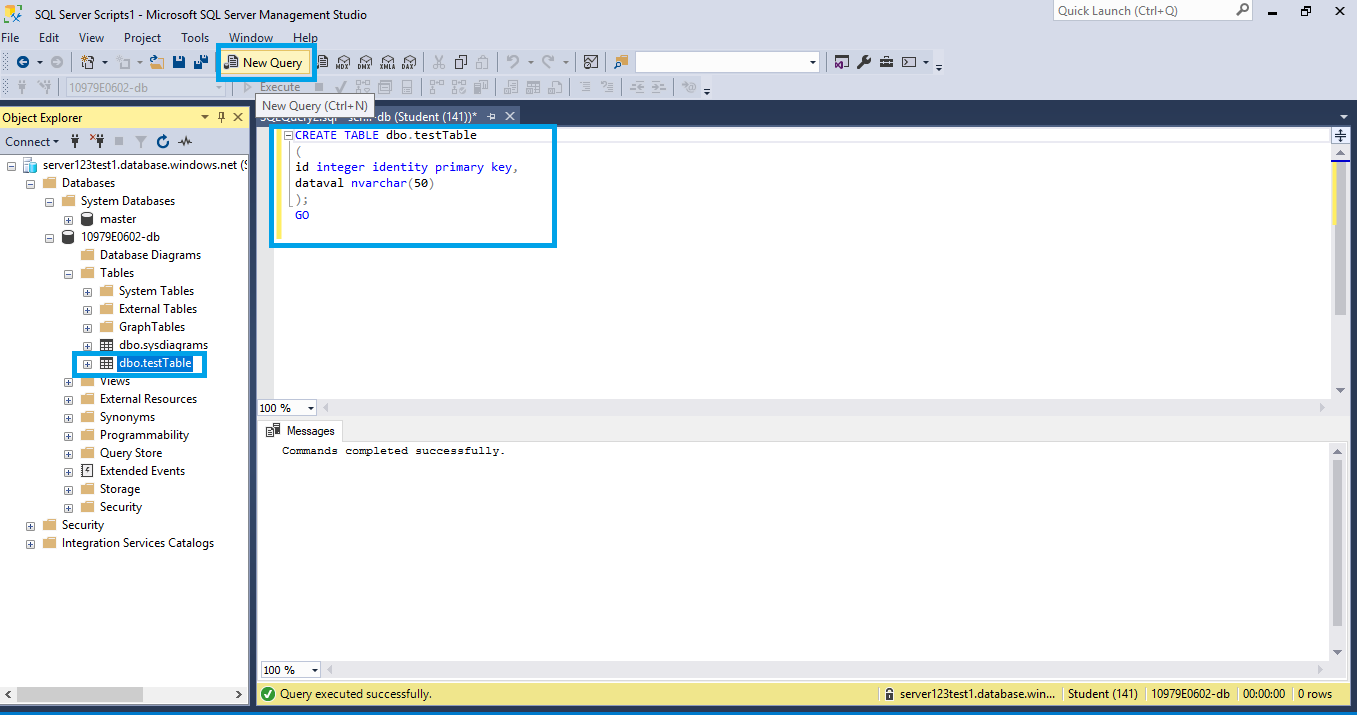 SQL Server Scripts1 - Microsoft SQL Server Management Studio
Quick Launch (Ctrl+Q)
File Edit View Project Tools Window Help
New Query
MDX DMX XMLA DAX
10979E0602-db
Execute
New Query (Ctrl+N)
Object Explorer
-db (Student (141))*
Connect
server123test1.database.windows.net (S
Databases
System Databases
master
10979E0602-db
Database Diagrams
Tables
System Tables
External Tables
GraphTables
dbo.sysdiagrams
dbo.testTable
Views
External Resources
Synonyms
Programmability
Query Store
Extended Events
Storage
Security
Security
Integration Services Catalogs
CREATE TABLE dbo.testTable
(
id integer identity primary key,
dataval nvarchar(50)
);
GO
100 %
Messages
Commands completed successfully.
100 %
Query executed successfully.
server123test1.database.win... Student (141) 10979E0602-db 00:00:00 0 rows